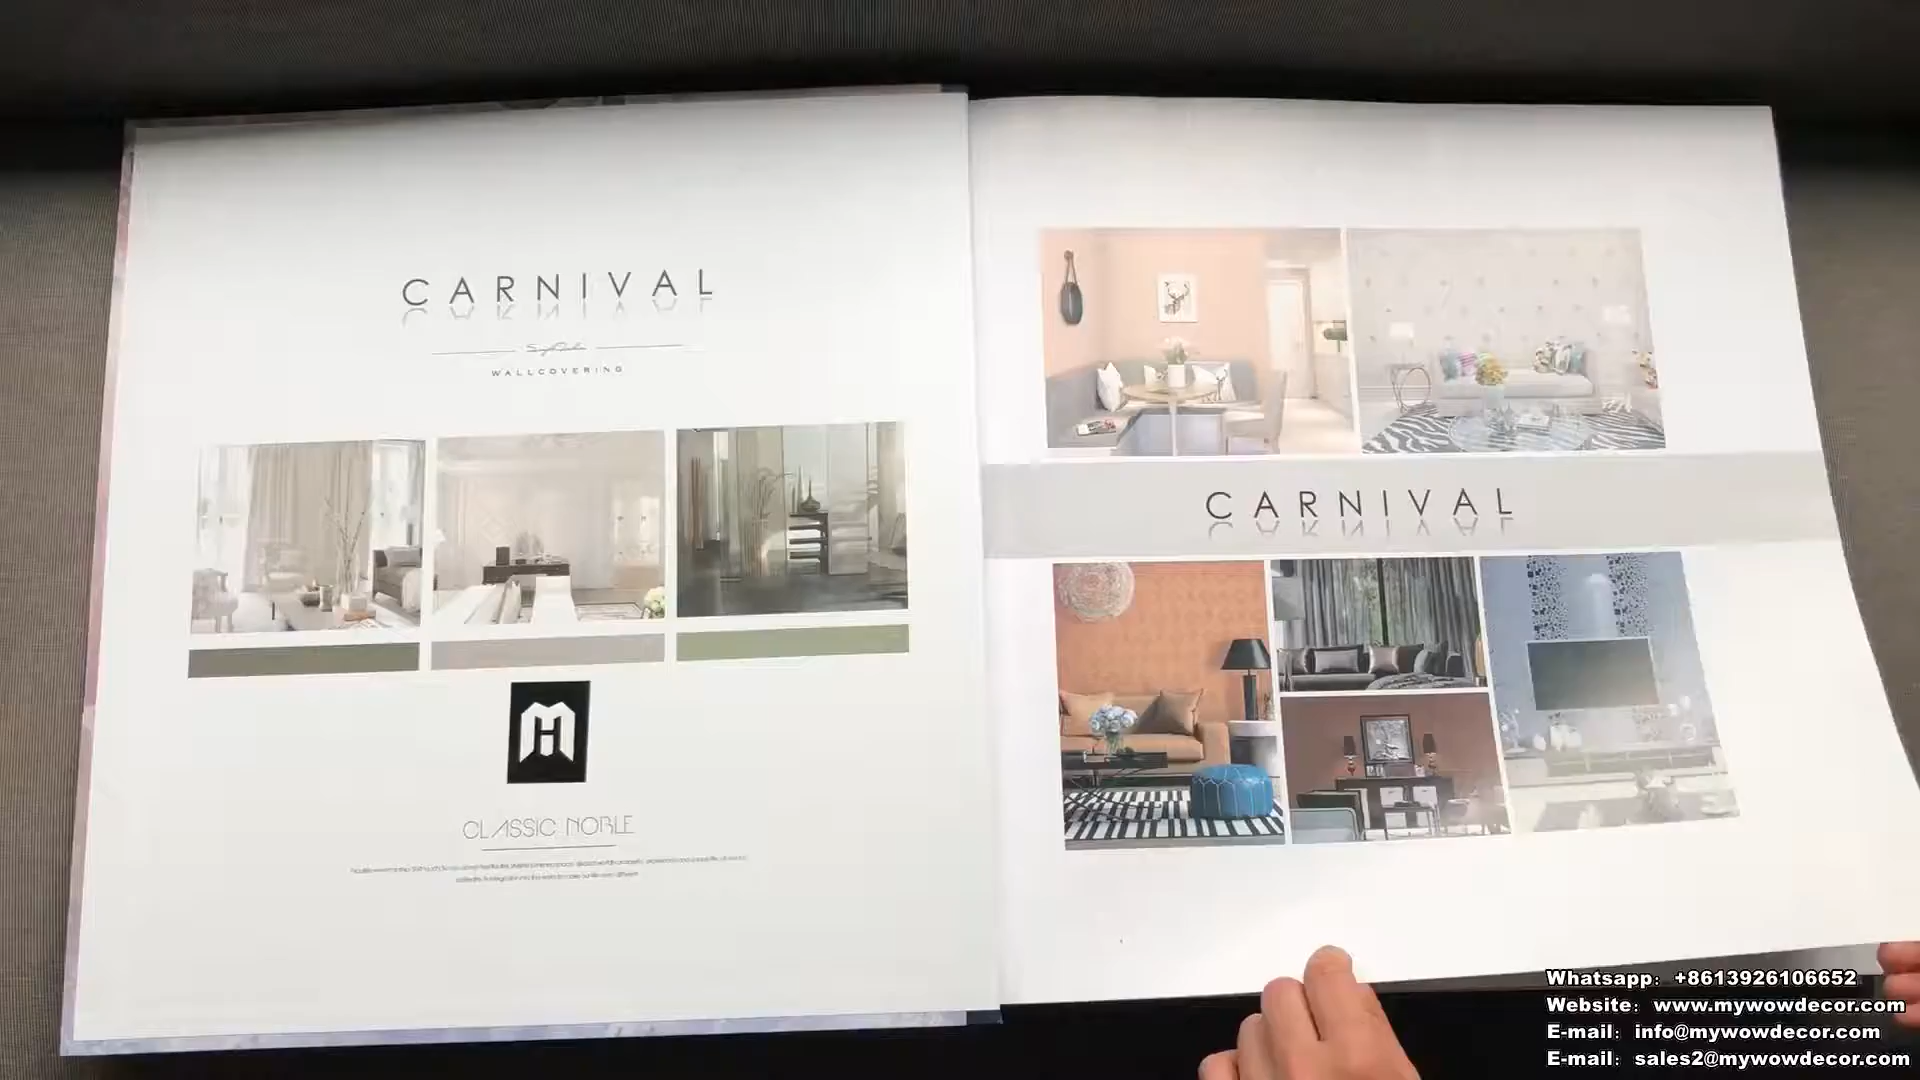 CARNIVAL
Style
WALLCOVERING
CLASSIC NOBLE
CARNIVAL
Whatsapp: +8613926106652
Website: www.mywowdecor.com
E-mail: info@mywowdecor.com
E-mail: sales2@mywowdecor.com